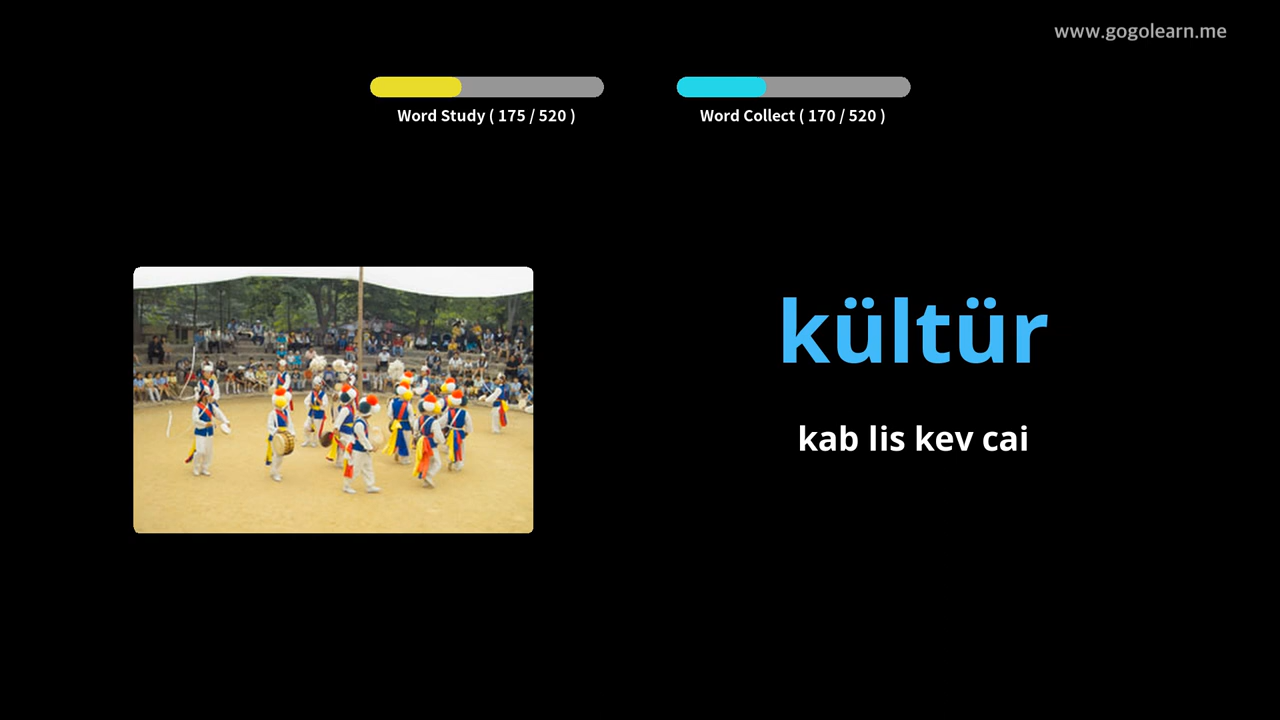 www.gogolearn.me
Word Study ( 175 / 520 )
Word Collect ( 170 / 520 )
kültür
kab lis kev cai